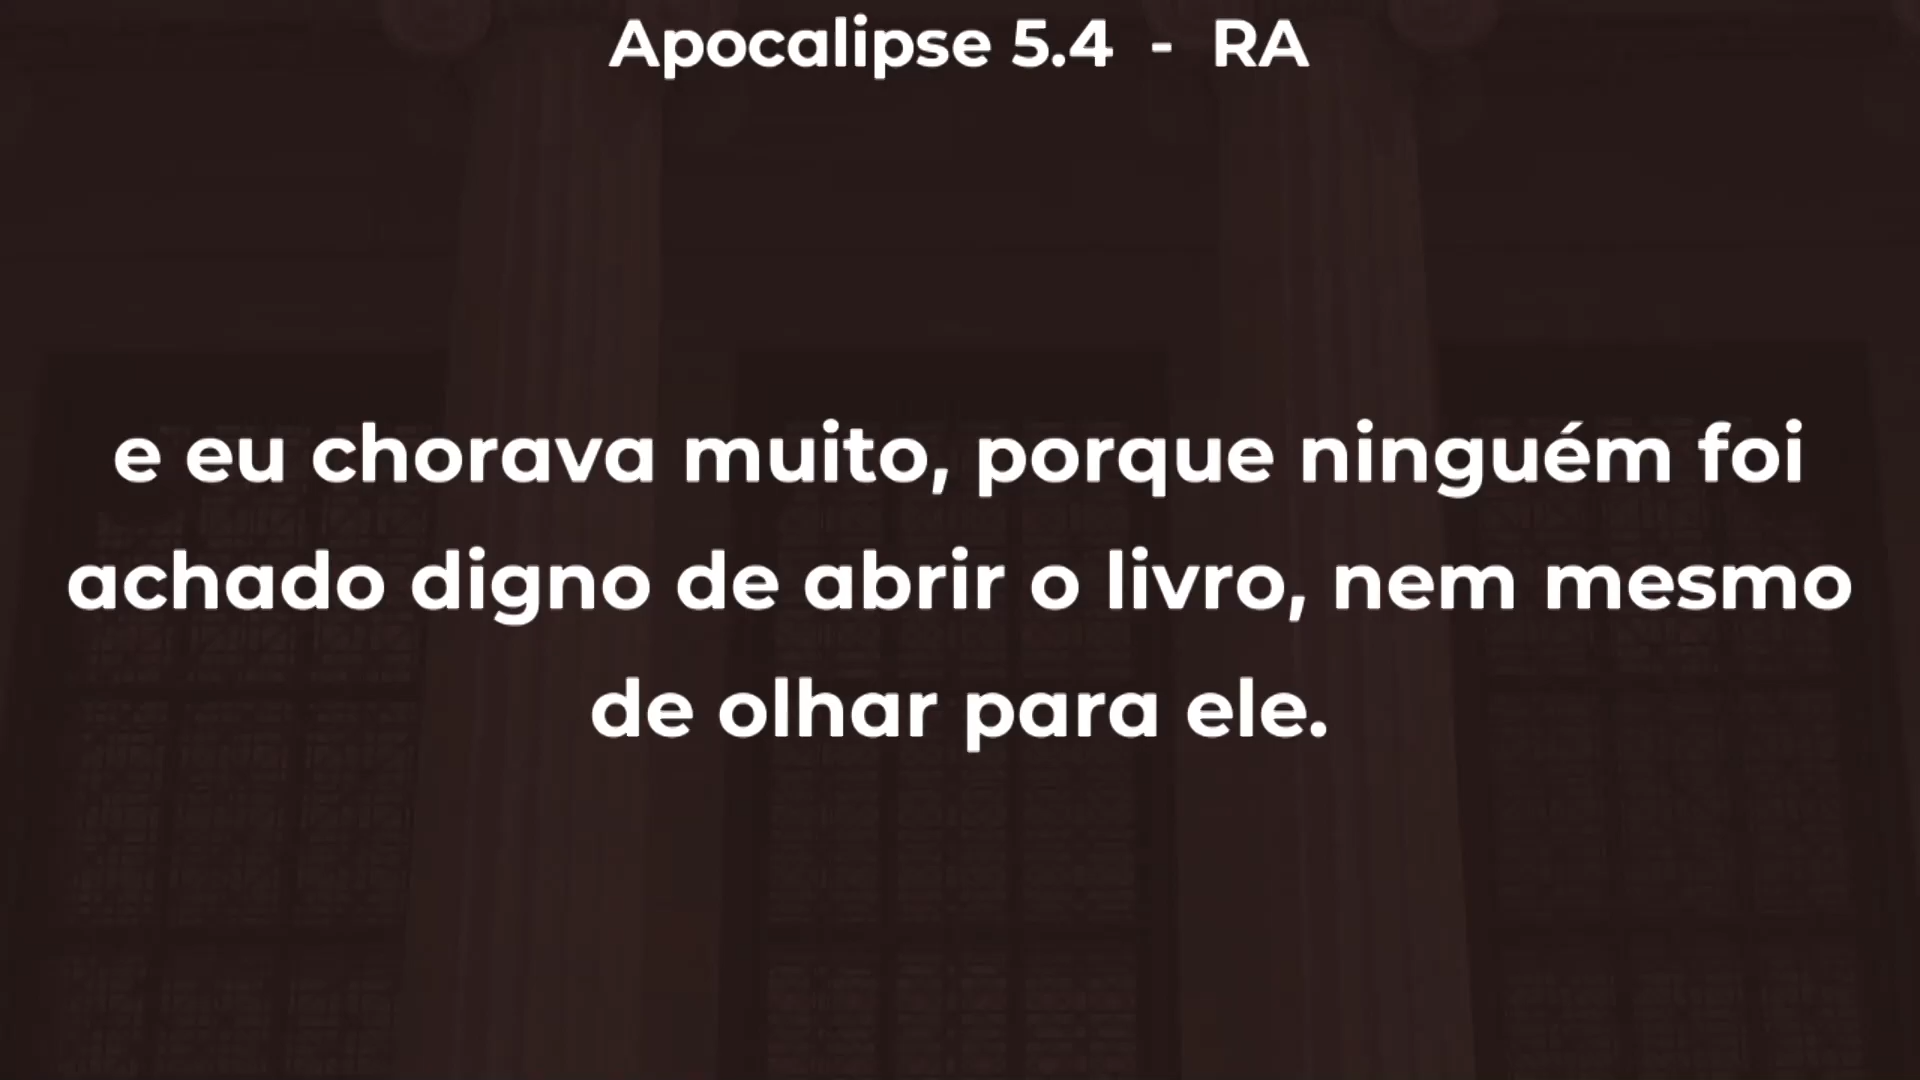 Apocalipse 5.4 - RA
e eu chorava muito, porque ninguém foi
achado digno de abrir o livro, nem mesmo
de olhar para ele.